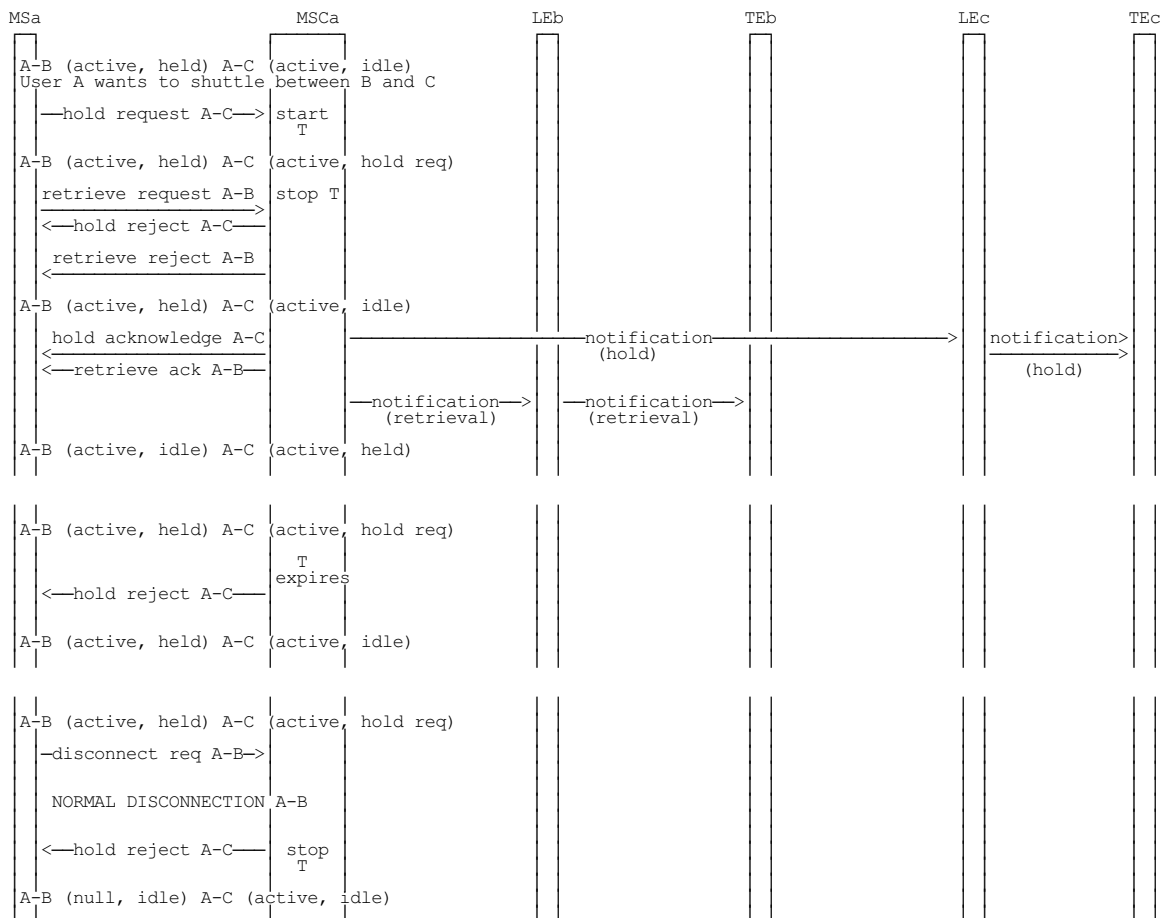 MSa MSCa LEb TEb LEc TEc
A-B (active, held) A-C (active, idle)
User A wants to shuttle between B and C
hold request A-C start
T
A-B (active, held) A-C (active, hold req)
retrieve request A-B stop T
hold reject A-C
retrieve reject A-B
A-B (active, held) A-C (active, idle)
hold acknowledge A-C notification notification
(hold)
retrieve ack A-B (hold)
notification notification
(retrieval) (retrieval)
A-B (active, idle) A-C (active, held)
A-B (active, held) A-C (active, hold req)
T
expires
hold reject A-C
A-B (active, held) A-C (active, idle)
A-B (active, held) A-C (active, hold req)
disconnect req A-B
NORMAL DISCONNECTION A-B
hold reject A-C stop
T
A-B (null, idle) A-C (active, idle)